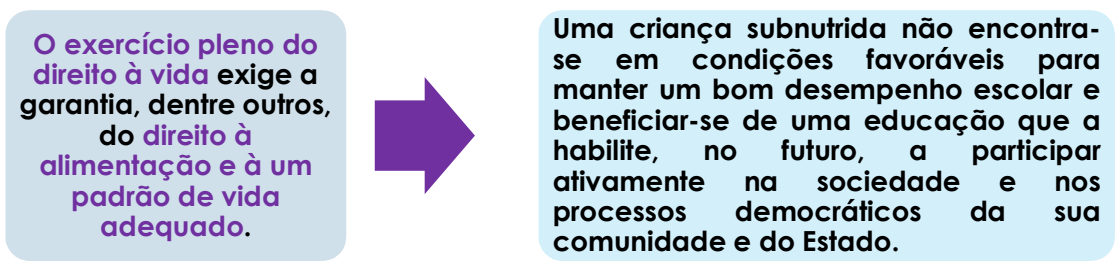 O exercício pleno do
direito à vida exige a
garantia, dentre outros,
do direito à
alimentação e à um
padrão de vida
adequado.
Uma criança subnutrida não encontra-
se em condições favoráveis para
manter um bom desempenho escolar e
beneficiar-se de uma educação que a
habilite, no futuro, a participar
ativamente na sociedade e nos
processos democráticos da sua
comunidade e do Estado.